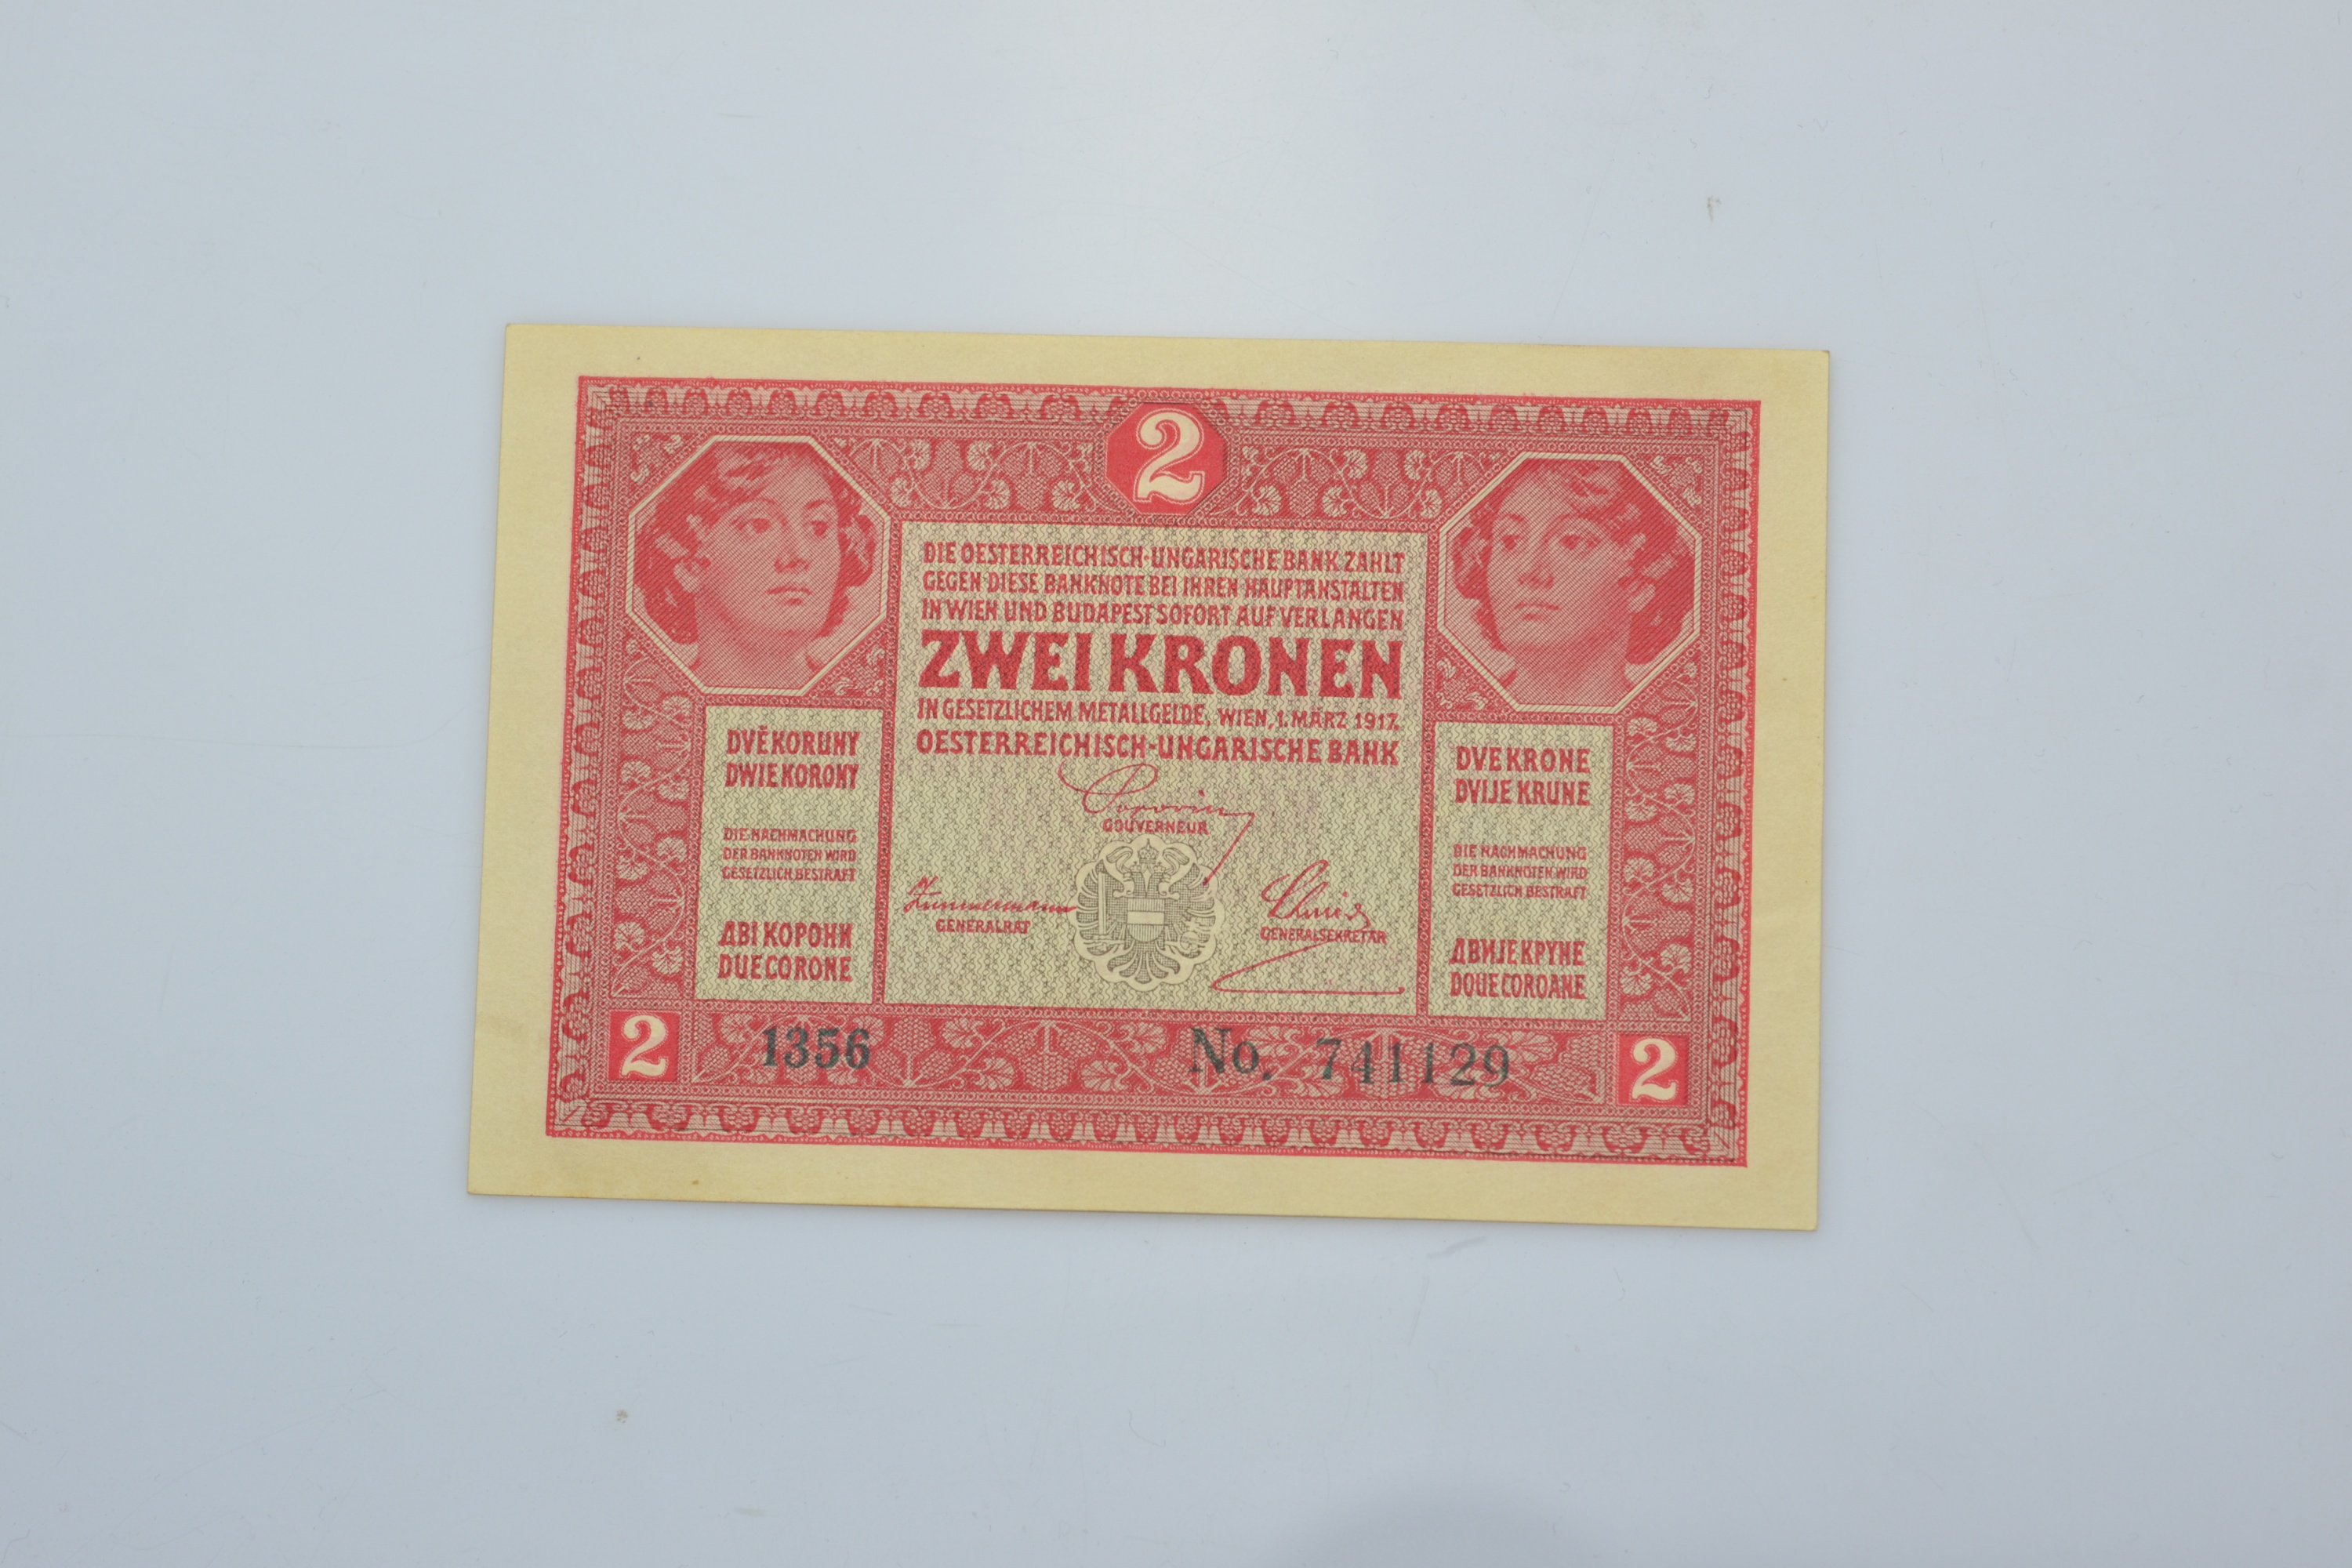 2
DIE OESTERREICHISCH-UNGARISCHE BANK ZAHLT
GEGEN DIESE BANKNOTE BEI IHREN HAUPTANSTALTEN
IN WIEN UND BUDAPEST SOFORT AUF VERLANGEN
ZWEI KRONEN
IN GESETZLICHEM METALLGELDE, WIEN, 1. MÄRZ 1917.
OESTERREICHISCH-UNGARISCHE BANK
Popovics
GOUVERNEUR
Zimmermann
GENERALRAT
Schmid
GENERALSEKRETÄR
DVĚ KORUNY
DWIE KORONY
DIE NACHMACHUNG
DER BANKNOTEN WIRD
GESETZLICH BESTRAFT
ДВІ КОРОНИ
DUE CORONE
DVE KRONE
DVIJE KRUNE
DIE NACHMACHUNG
DER BANKNOTEN WIRD
GESETZLICH BESTRAFT
ДВИЈЕ КРУНЕ
DOUE COROANE
2
1356
No. 741129
2